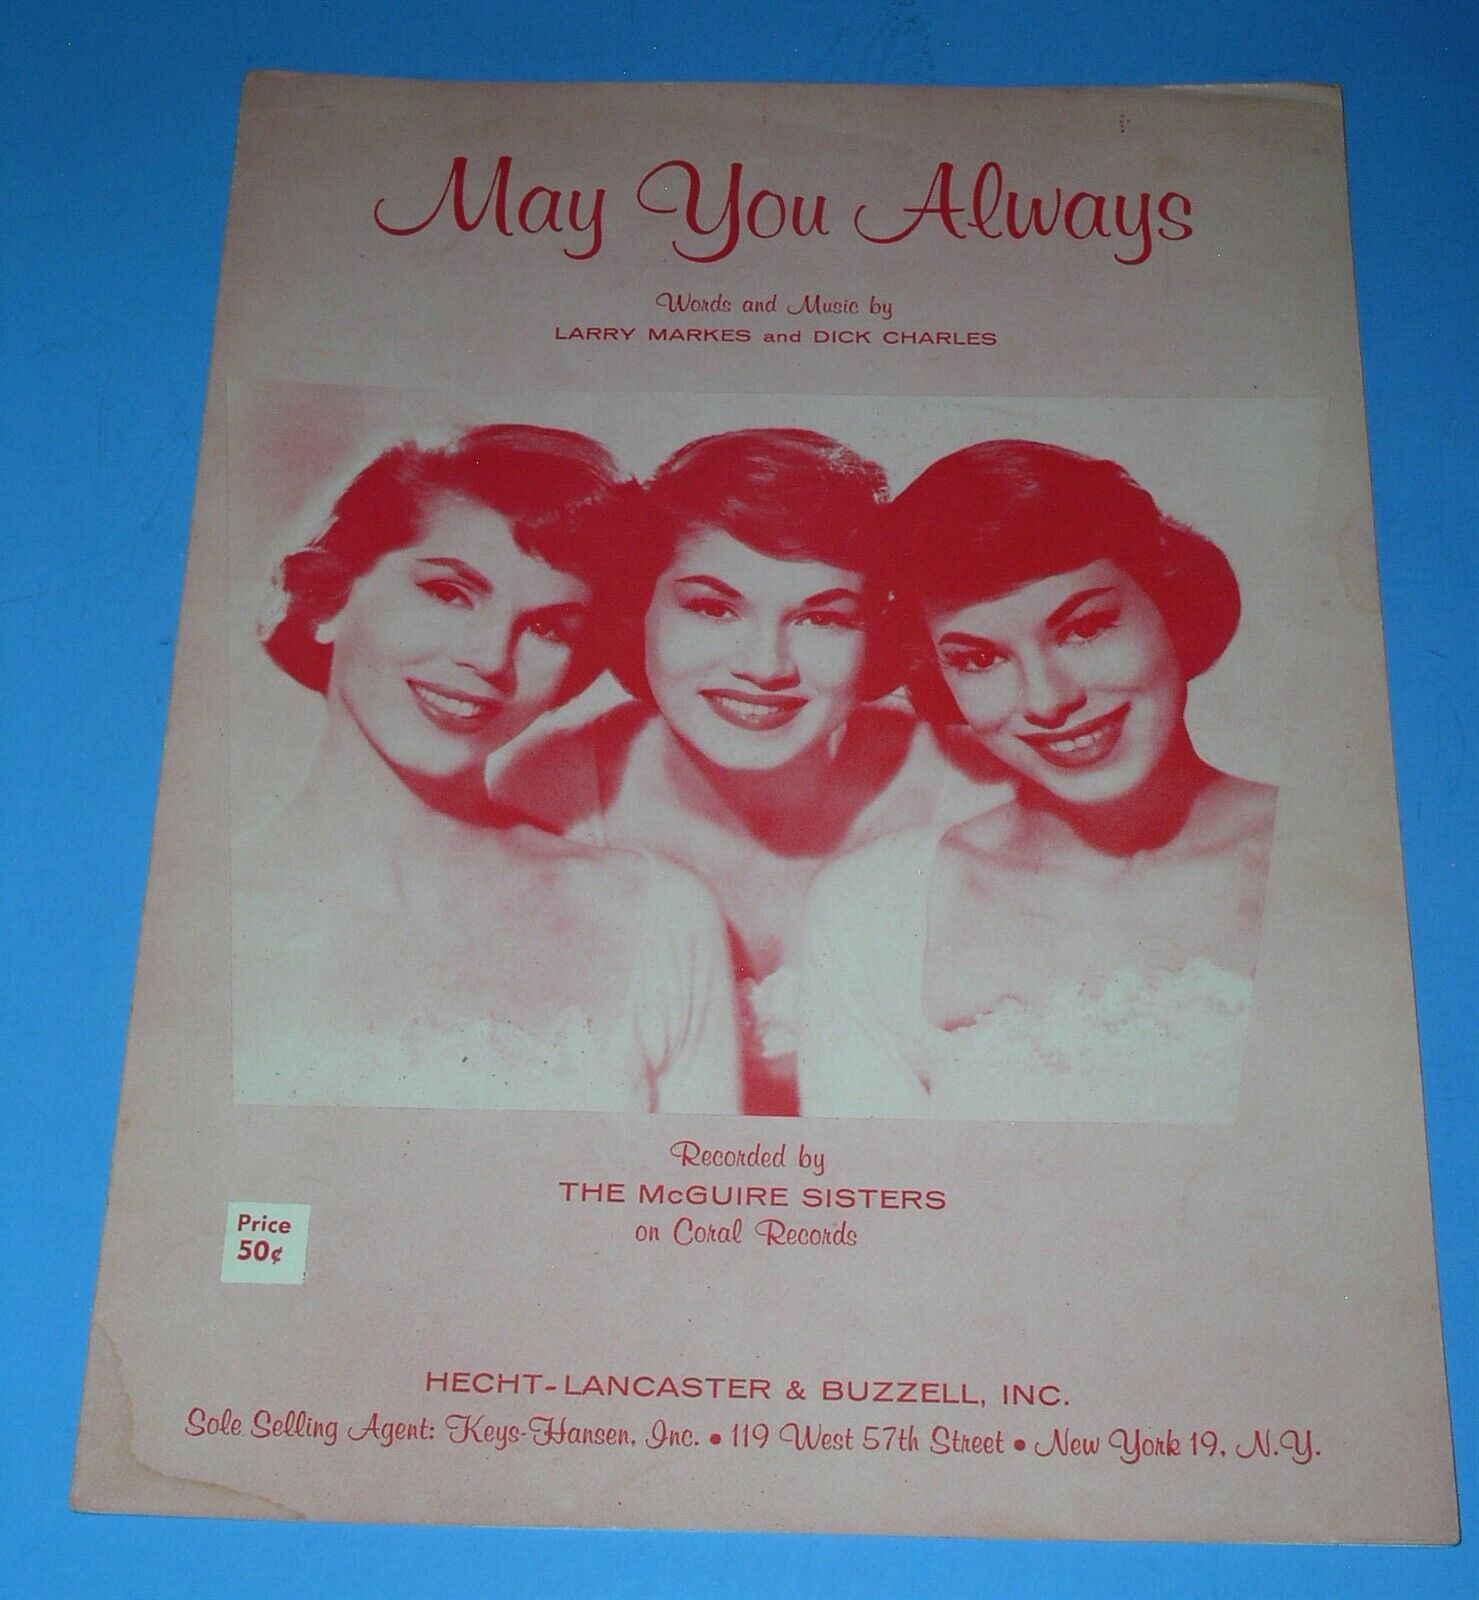 May You Always
Words and Music by
LARRY MARKES and DICK CHARLES
Recorded by
THE McGUIRE SISTERS
on Coral Records
Price
50¢
HECHT-LANCASTER & BUZZELL, INC.
Sole Selling Agent: Keys-Hansen, Inc. • 119 West 57th Street • New York 19, N.Y.